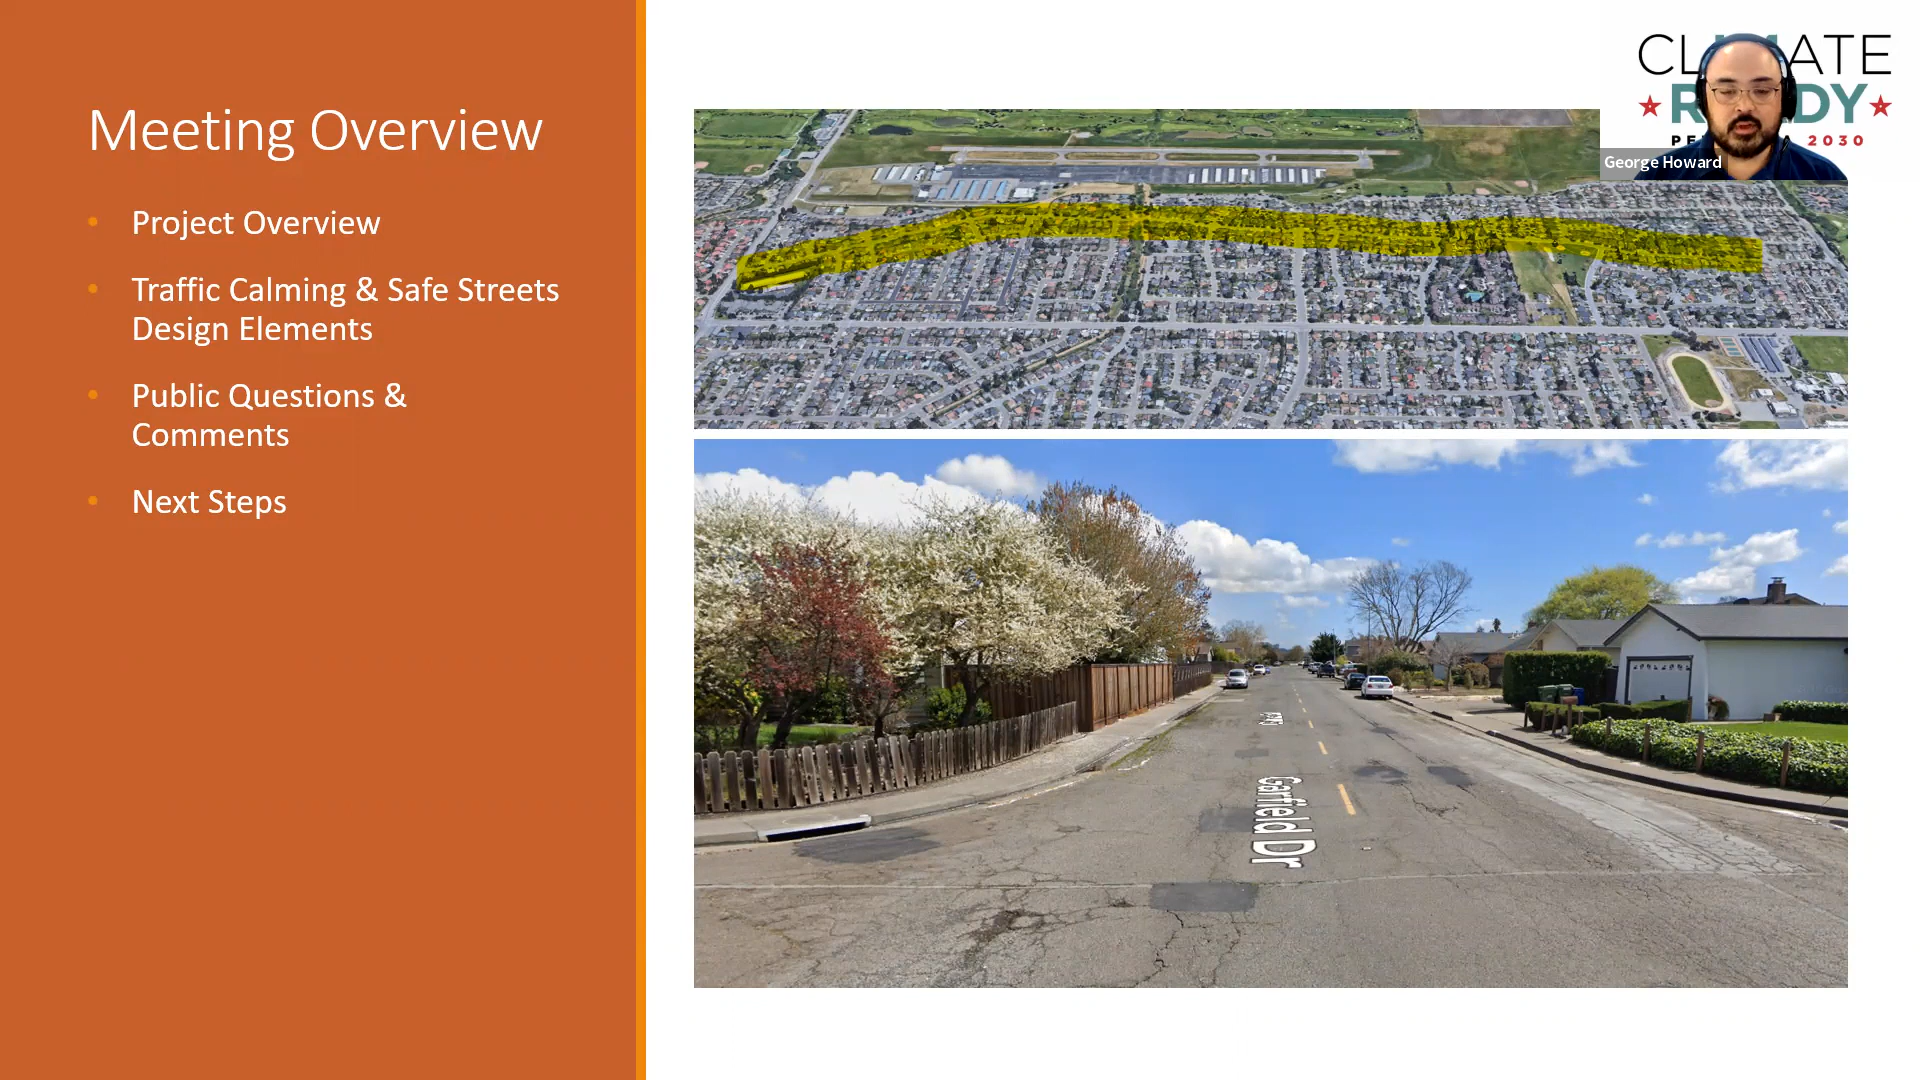 Meeting Overview
• Project Overview
• Traffic Calming & Safe Streets
Design Elements
• Public Questions &
Comments
• Next Steps
2030
George Howard
Garfield Dr